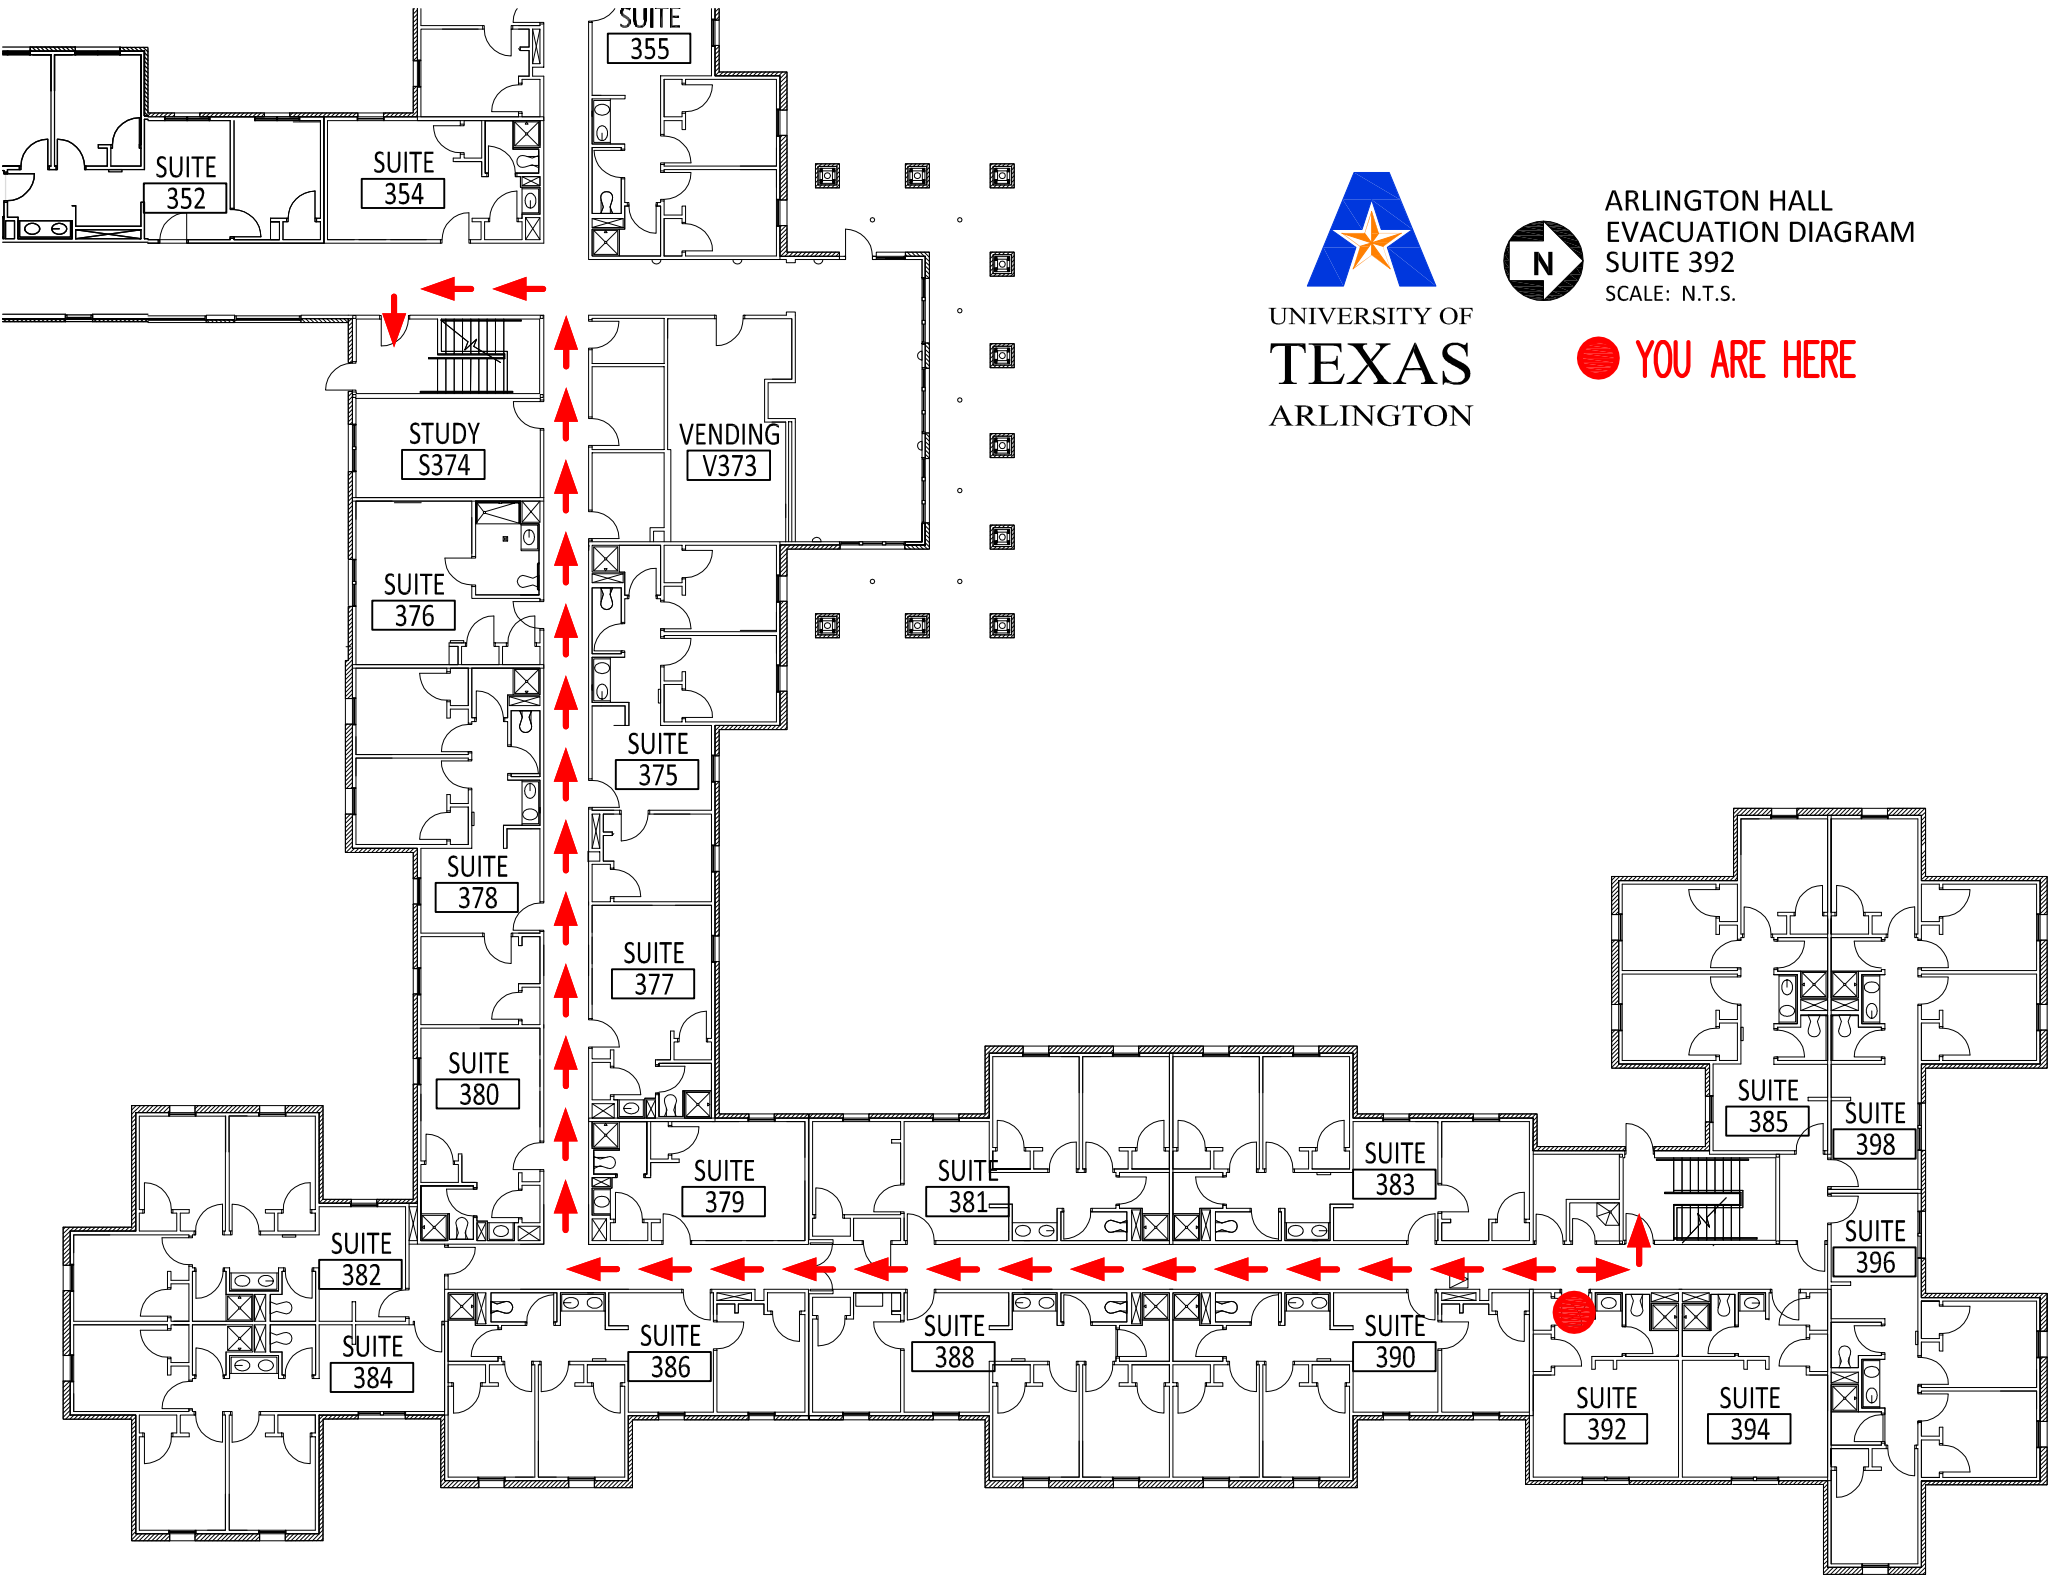 SUITE
355
SUITE
352
SUITE
354
UNIVERSITY OF
TEXAS
ARLINGTON
N
ARLINGTON HALL
EVACUATION DIAGRAM
SUITE 392
SCALE: N.T.S.
YOU ARE HERE
STUDY
S374
VENDING
V373
SUITE
376
SUITE
375
SUITE
378
SUITE
377
SUITE
380
SUITE
379
SUITE
381
SUITE
383
SUITE
385
SUITE
398
SUITE
396
SUITE
382
SUITE
384
SUITE
386
SUITE
388
SUITE
390
SUITE
392
SUITE
394